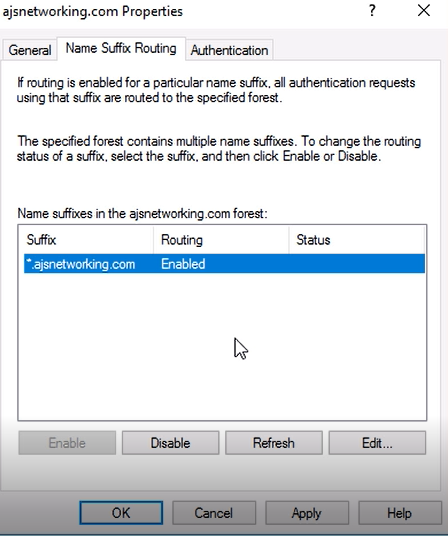 ajsnetworking.com Properties ? X
General Name Suffix Routing Authentication
If routing is enabled for a particular name suffix, all authentication requests
using that suffix are routed to the specified forest.
The specified forest contains multiple name suffixes. To change the routing
status of a suffix, select the suffix, and then click Enable or Disable.
Name suffixes in the ajsnetworking.com forest:
Suffix Routing Status
*.ajsnetworking.com Enabled
Enable Disable Refresh Edit...
OK Cancel Apply Help